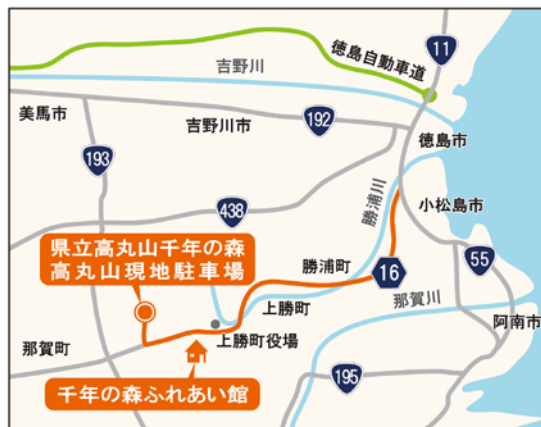 徳島自動車道
11
吉野川
美馬市
吉野川市
192
徳島市
193
438
勝浦川
小松島市
県立高丸山千年の森
高丸山現地駐車場
勝浦町
16
55
上勝町
那賀川
阿南市
上勝町役場
那賀町
195
千年の森ふれあい館